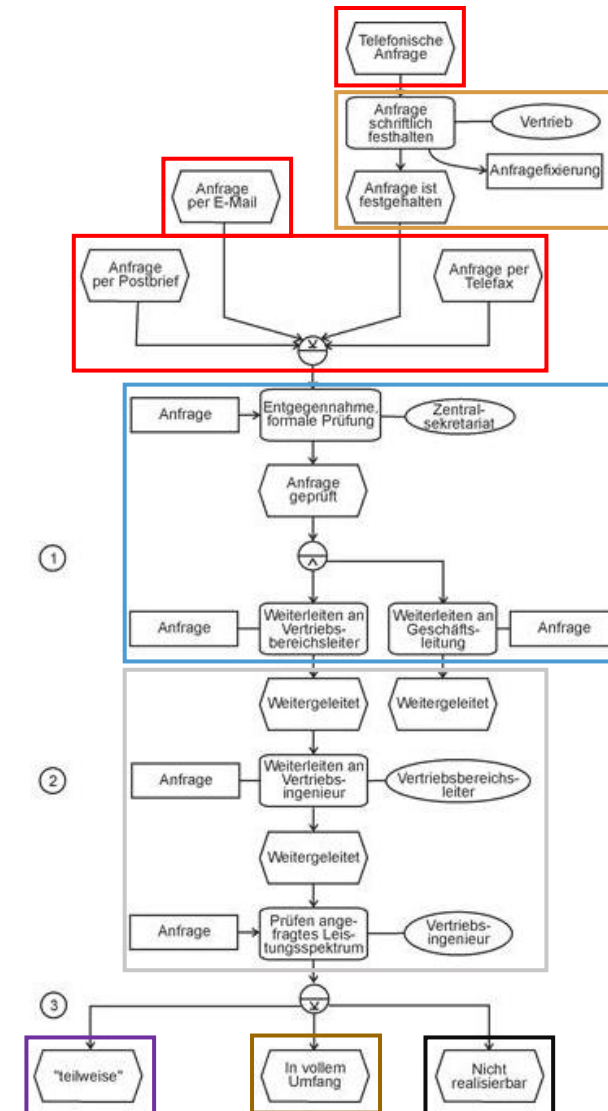 Telefonische
Anfrage
Anfrage
schriftlich
festhalten
Vertrieb
Anfragefixierung
Anfrage ist
festgehalten
Anfrage
per E-Mail
Anfrage
per Postbrief
Anfrage per
Telefax
Anfrage
Entgegennahme,
formale Prüfung
Zentral-
sekretariat
Anfrage
geprüft
1
Anfrage
Weiterleiten an
Vertriebs-
bereichsleiter
Weiterleiten an
Geschäfts-
leitung
Anfrage
Weitergeleitet
Weitergeleitet
2
Anfrage
Weiterleiten an
Vertriebs-
ingenieur
Vertriebsbereichs-
leiter
Weitergeleitet
Anfrage
Prüfen ange-
fragtes Leis-
tungsspektrum
Vertriebs-
ingenieur
3
"teilweise"
In vollem
Umfang
Nicht
realisierbar